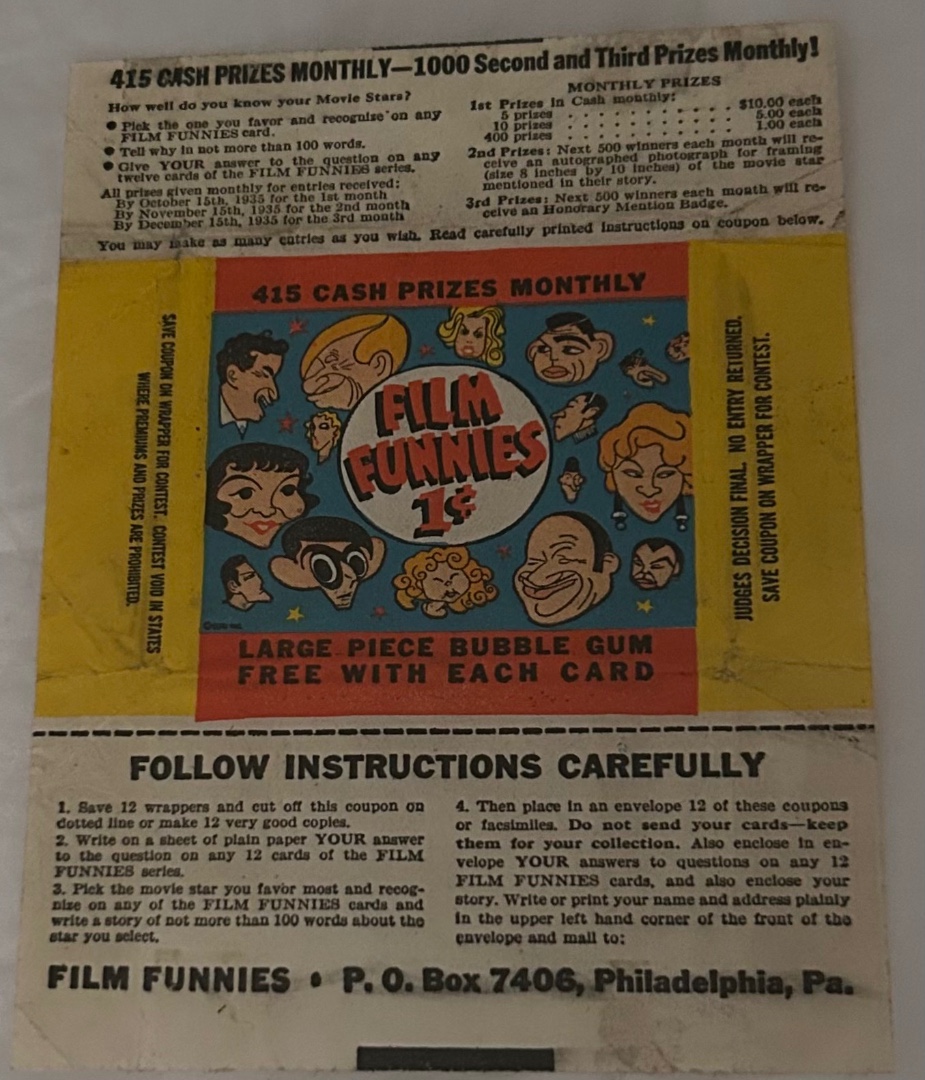 415 CASH PRIZES MONTHLY—1000 Second and Third Prizes Monthly!
How well do you know your Movie Stars?
● Pick the one you favor and recognize on any
FILM FUNNIES card.
● Tell why in not more than 100 words.
● Give YOUR answer to the question on any
twelve cards of the FILM FUNNIES series.
All prizes given monthly for entries received:
By October 15th, 1935 for the 1st month
By November 15th, 1935 for the 2nd month
By December 15th, 1935 for the 3rd month
MONTHLY PRIZES
1st Prizes in Cash monthly:
5 prizes . . . . . . . . . . . $10.00 each
10 prizes . . . . . . . . . . . 5.00 each
400 prizes . . . . . . . . . . . 1.00 each
2nd Prizes: Next 500 winners each month will re-
ceive an autographed photograph for framing
(size 8 inches by 10 inches) of the movie star
mentioned in their story.
3rd Prizes: Next 500 winners each month will re-
ceive an Honorary Mention Badge.
You may make as many entries as you wish. Read carefully printed instructions on coupon below.
SAVE COUPON ON WRAPPER FOR CONTEST. CONTEST VOID IN STATES
WHERE PREMIUMS AND PRIZES ARE PROHIBITED.
415 CASH PRIZES MONTHLY
FILM
FUNNIES
1¢
LARGE PIECE BUBBLE GUM
FREE WITH EACH CARD
JUDGES DECISION FINAL. NO ENTRY RETURNED.
SAVE COUPON ON WRAPPER FOR CONTEST.
FOLLOW INSTRUCTIONS CAREFULLY
1. Save 12 wrappers and cut off this coupon on
dotted line or make 12 very good copies.
2. Write on a sheet of plain paper YOUR answer
to the question on any 12 cards of the FILM
FUNNIES series.
3. Pick the movie star you favor most and recog-
nize on any of the FILM FUNNIES cards and
write a story of not more than 100 words about the
star you select.
4. Then place in an envelope 12 of these coupons
or facsimiles. Do not send your cards—keep
them for your collection. Also enclose in en-
velope YOUR answers to questions on any 12
FILM FUNNIES cards, and also enclose your
story. Write or print your name and address plainly
in the upper left hand corner of the front of the
envelope and mail to:
FILM FUNNIES • P. O. Box 7406, Philadelphia, Pa.